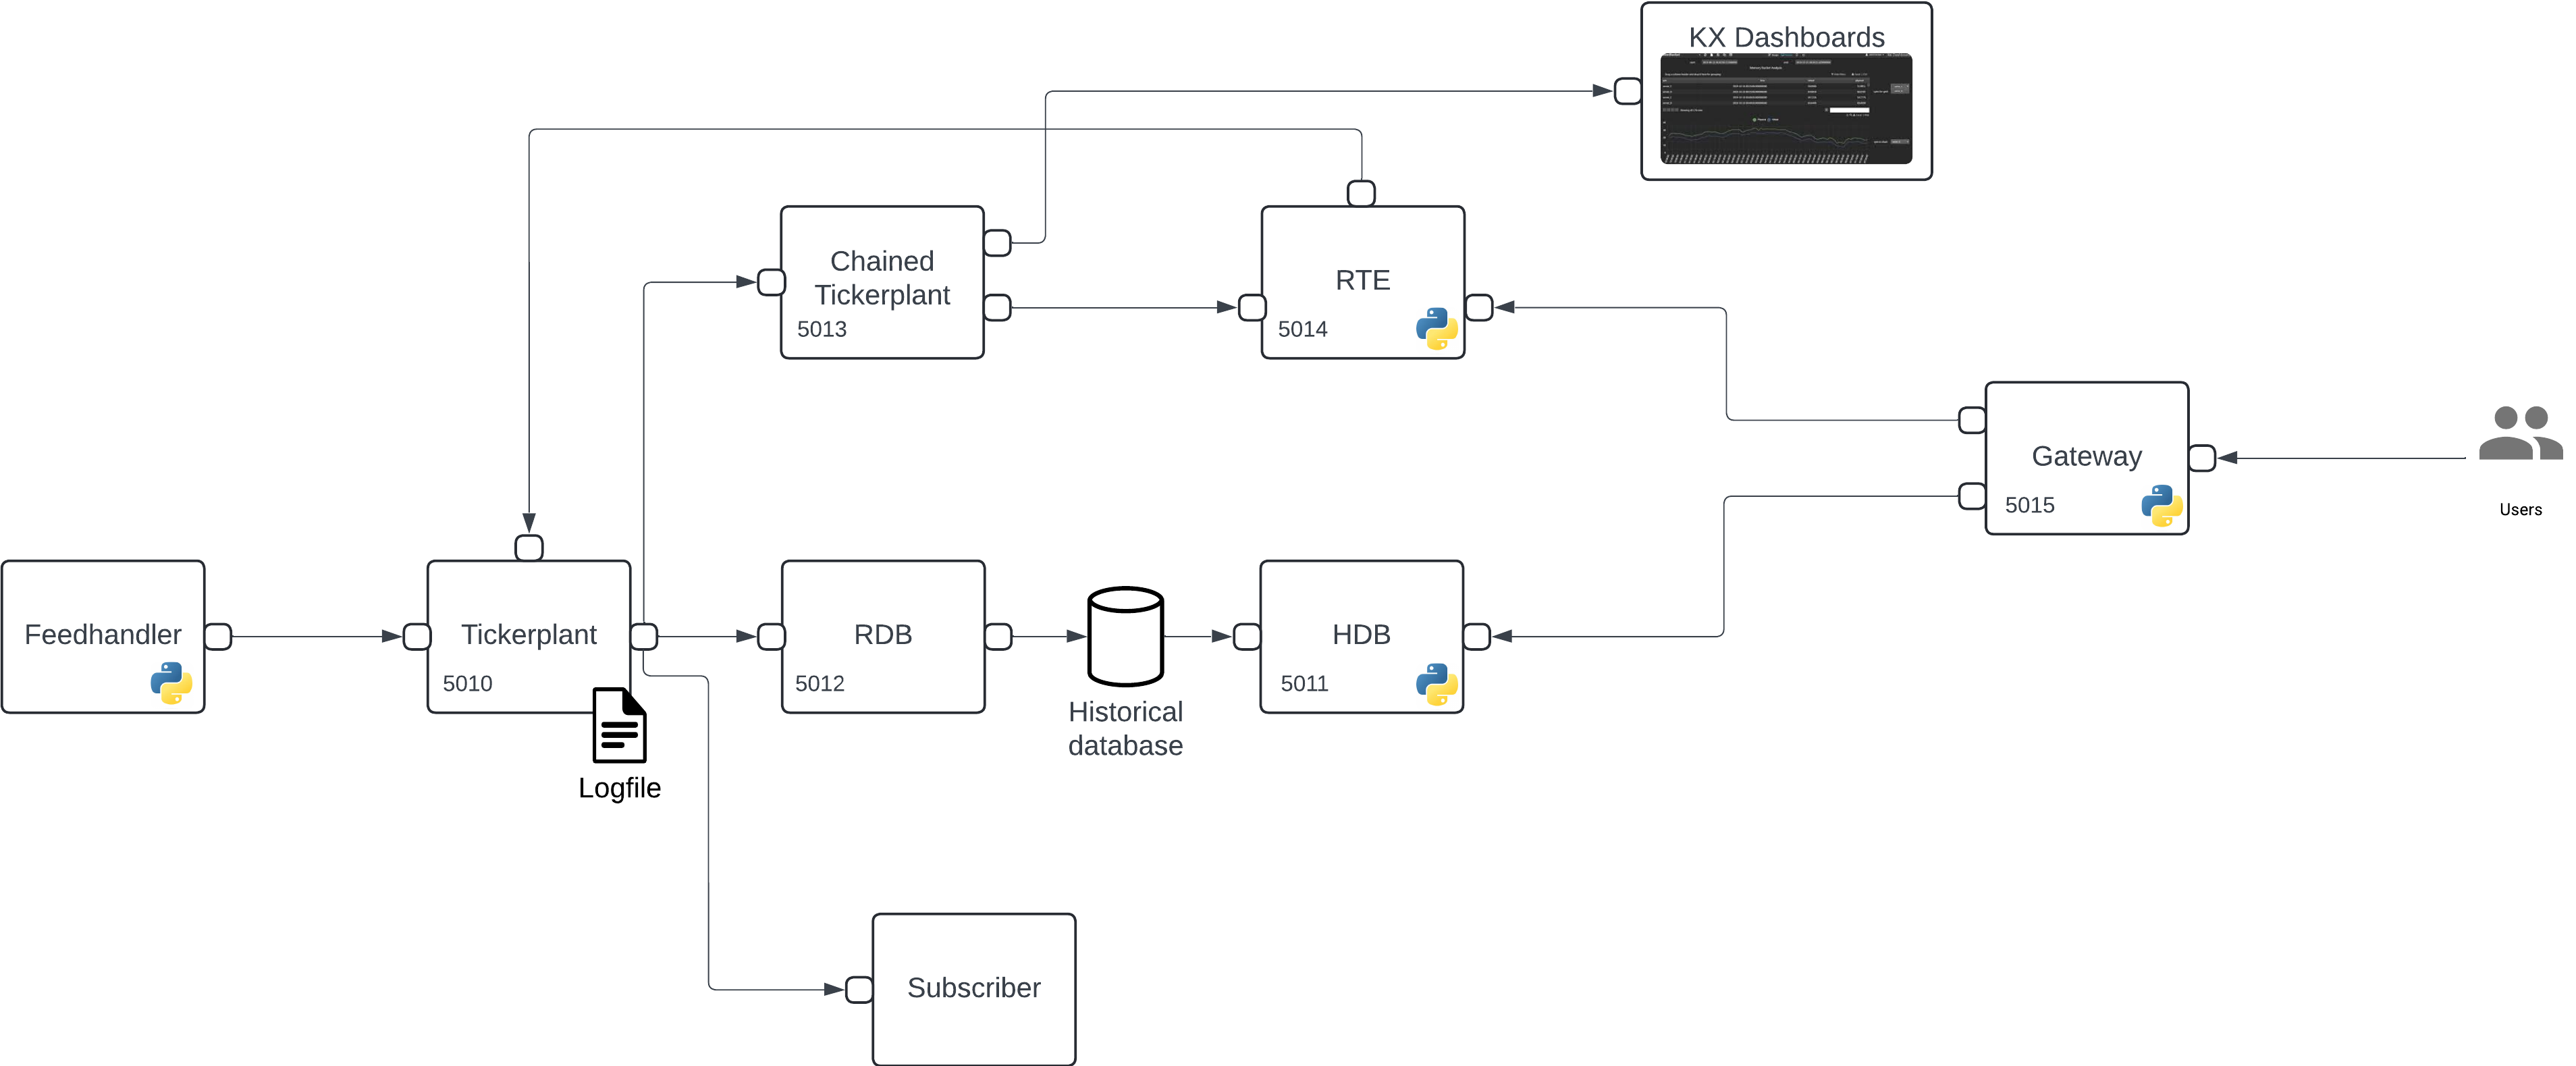 KX Dashboards
Chained
Tickerplant
5013
RTE
5014
Gateway
5015
Users
Feedhandler
Tickerplant
5010
Logfile
RDB
5012
Historical
database
HDB
5011
Subscriber